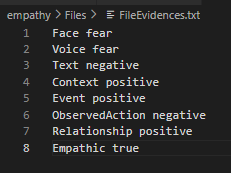 empathy > Files > FileEvidences.txt
1 Face fear
2 Voice fear
3 Text negative
4 Context positive
5 Event positive
6 ObservedAction negative
7 Relationship positive
8 Empathic true